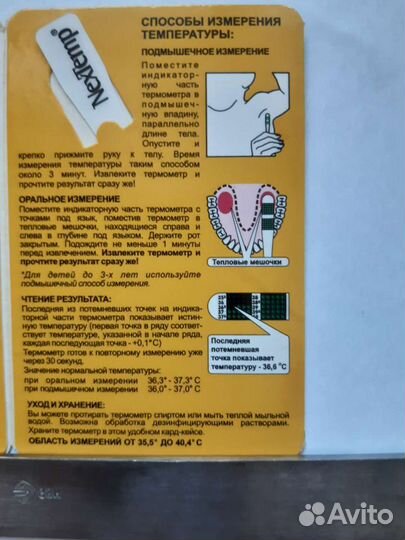 NexTemp®
СПОСОБЫ ИЗМЕРЕНИЯ
ТЕМПЕРАТУРЫ:
ПОДМЫШЕЧНОЕ ИЗМЕРЕНИЕ
Поместите
индикатор-
ную часть
термометра в
подмышеч-
ную впадину,
параллельно
длине тела.
Опустите и
крепко прижмите руку к телу. Время
измерения температуры таким способом
около 3 минут. Извлеките термометр и
прочтите результат сразу же!
ОРАЛЬНОЕ ИЗМЕРЕНИЕ
Поместите индикаторную часть термометра с
точками под язык, поместив термометр в
тепловые мешочки, находящиеся справа и
слева в глубине под языком. Держите рот
закрытым. Подождите не меньше 1 минуты
перед извлечением. Извлеките термометр и
прочтите результат сразу же!
*Для детей до 3-х лет используйте
подмышечный способ измерения.
Тепловые мешочки
ЧТЕНИЕ РЕЗУЛЬТАТА:
Последняя из потемневших точек на индика-
торной части термометра показывает истин-
ную температуру (первая точка в ряду соответ-
ствует температуре, указанной в начале ряда,
каждая последующая точка - +0,1°С)
Термометр готов к повторному измерению уже
через 30 секунд.
Значение нормальной температуры:
при оральном измерении 36,3°- 37,3° С
при подмышечном измерении 36,0°- 37,0° С
Последняя
потемневшая
точка показывает
температуру - 36,6 °С
УХОД И ХРАНЕНИЕ:
Вы можете протирать термометр спиртом или мыть теплой мыльной
водой. Возможна обработка дезинфицирующими растворами.
Храните термометр в этом удобном кард-кейсе.
ОБЛАСТЬ ИЗМЕРЕНИЙ ОТ 35,5° ДО 40,4° С
Avito